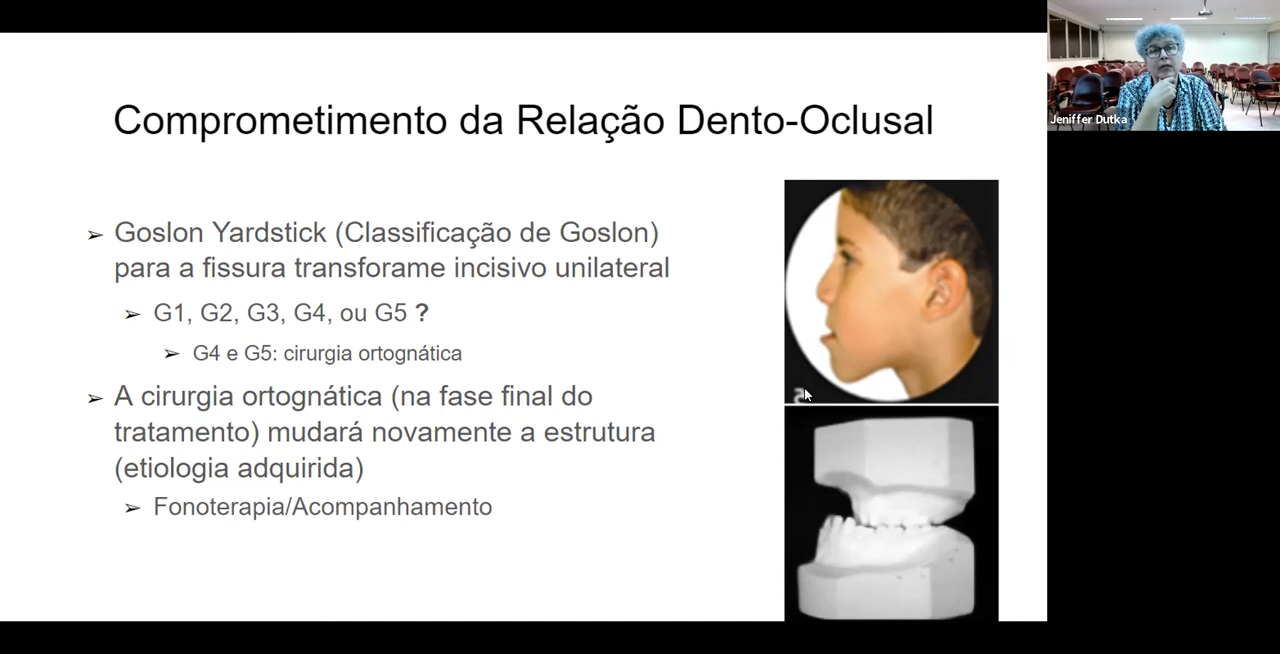 Comprometimento da Relação Dento-Oclusal
➢ Goslon Yardstick (Classificação de Goslon)
para a fissura transforame incisivo unilateral
➢ G1, G2, G3, G4, ou G5 ?
➢ G4 e G5: cirurgia ortognática
➢ A cirurgia ortognática (na fase final do
tratamento) mudará novamente a estrutura
(etiologia adquirida)
➢ Fonoterapia/Acompanhamento
Jeniffer Dutka